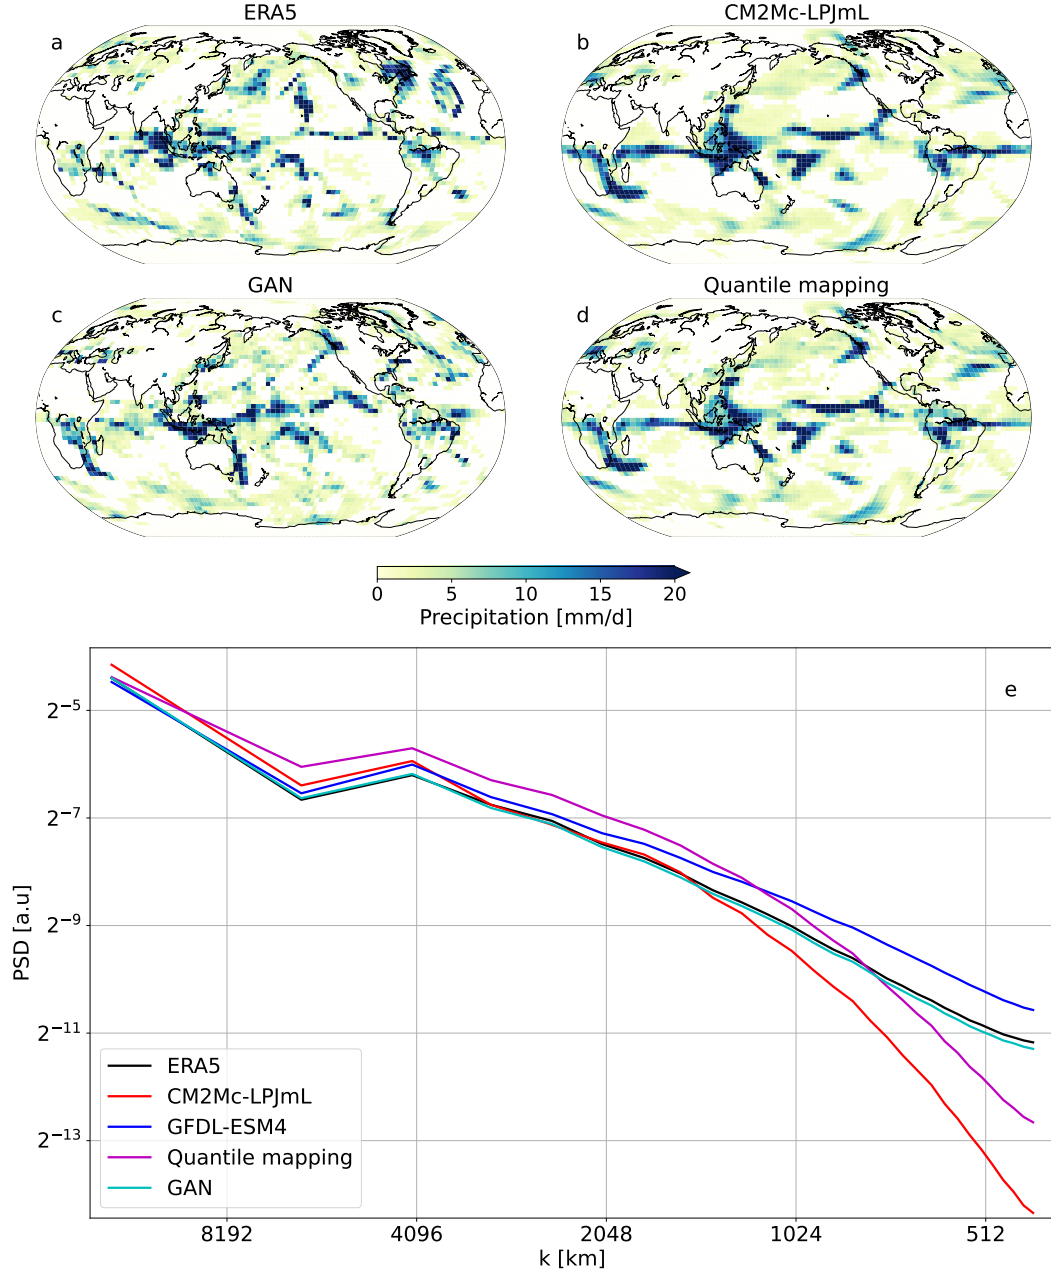 ERA5
CM2Mc-LPJmL
a
b
GAN
Quantile mapping
c
d
0 5 10 15 20
Precipitation [mm/d]
e
2⁻⁵
2⁻⁷
2⁻⁹
2⁻¹¹
2⁻¹³
PSD [a.u]
ERA5
CM2Mc-LPJmL
GFDL-ESM4
Quantile mapping
GAN
8192 4096 2048 1024 512
k [km]